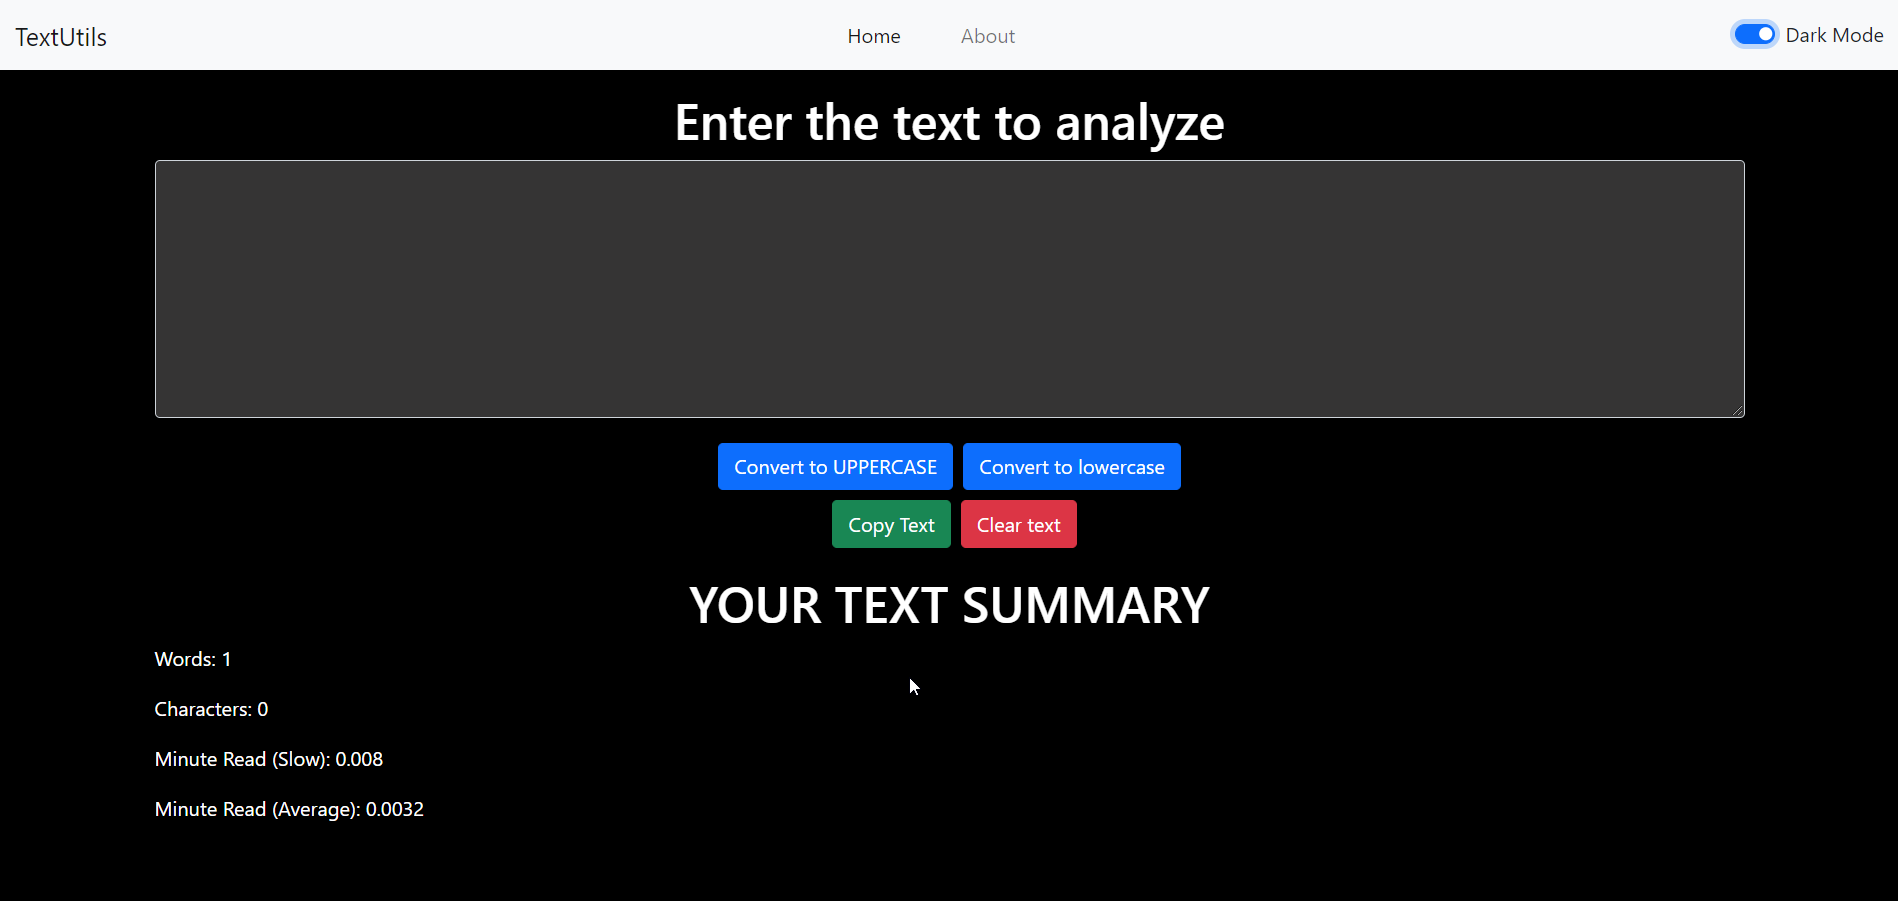 TextUtils Home About Dark Mode
Enter the text to analyze
Convert to UPPERCASE Convert to lowercase
Copy Text Clear text
YOUR TEXT SUMMARY
Words: 1
Characters: 0
Minute Read (Slow): 0.008
Minute Read (Average): 0.0032